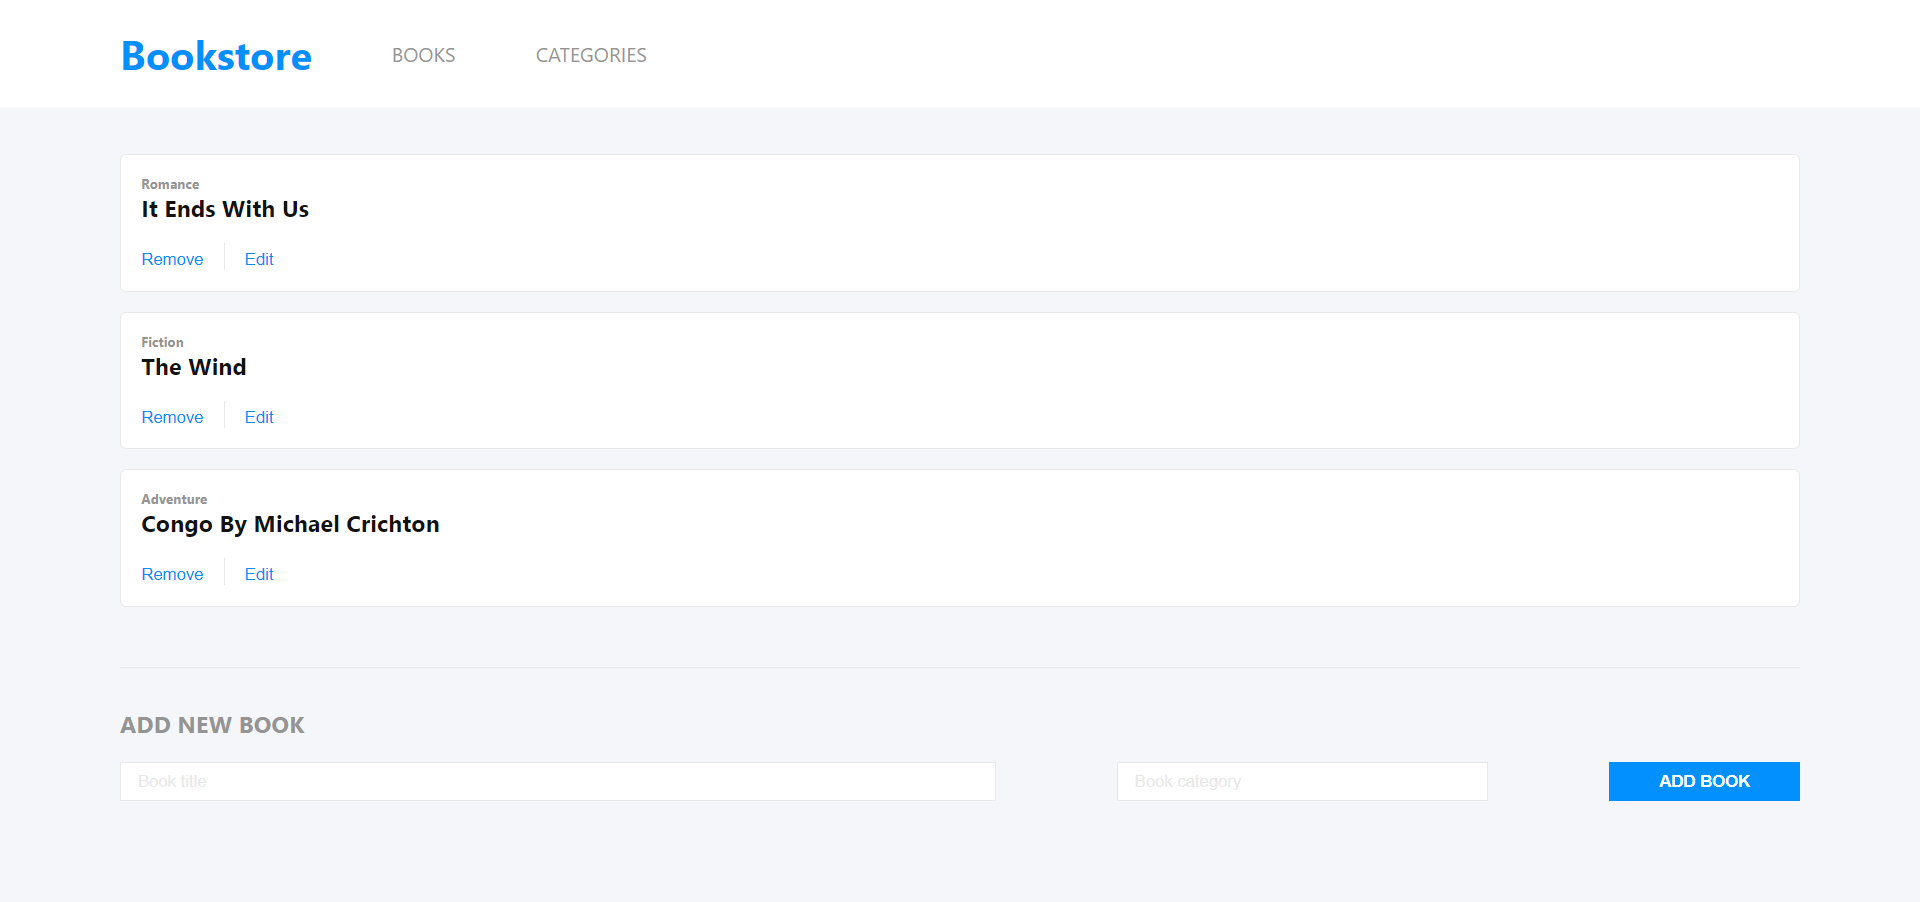 Bookstore BOOKS CATEGORIES
Romance
It Ends With Us
Remove Edit
Fiction
The Wind
Remove Edit
Adventure
Congo By Michael Crichton
Remove Edit
ADD NEW BOOK
Book title Book category ADD BOOK